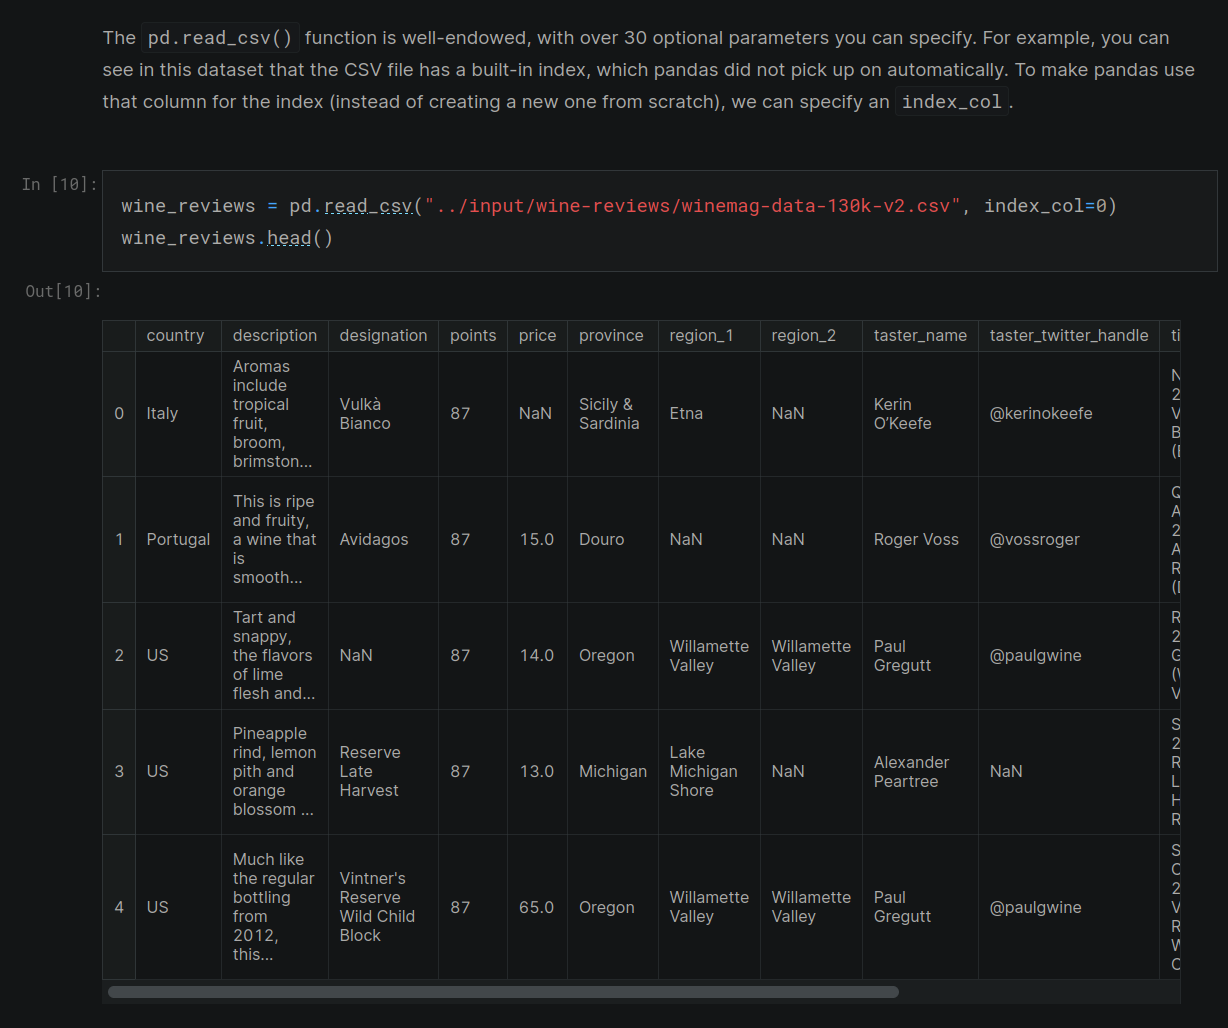 The pd.read_csv() function is well-endowed, with over 30 optional parameters you can specify. For example, you can
see in this dataset that the CSV file has a built-in index, which pandas did not pick up on automatically. To make pandas use
that column for the index (instead of creating a new one from scratch), we can specify an index_col.
In [10]:
wine_reviews = pd.read_csv("../input/wine-reviews/winemag-data-130k-v2.csv", index_col=0)
wine_reviews.head()
Out[10]:
country description designation points price province region_1 region_2 taster_name taster_twitter_handle
0
Italy
Aromas
include
tropical
fruit,
broom,
brimston...
Vulkà
Bianco
87
NaN
Sicily &
Sardinia
Etna
NaN
Kerin
O’Keefe
@kerinokeefe
1
Portugal
This is ripe
and fruity,
a wine that
is
smooth...
Avidagos
87
15.0
Douro
NaN
NaN
Roger Voss
@vossroger
2
US
Tart and
snappy,
the flavors
of lime
flesh and...
NaN
87
14.0
Oregon
Willamette
Valley
Willamette
Valley
Paul
Gregutt
@paulgwine
3
US
Pineapple
rind, lemon
pith and
orange
blossom ...
Reserve
Late
Harvest
87
13.0
Michigan
Lake
Michigan
Shore
NaN
Alexander
Peartree
NaN
4
US
Much like
the regular
bottling
from
2012,
this...
Vintner's
Reserve
Wild Child
Block
87
65.0
Oregon
Willamette
Valley
Willamette
Valley
Paul
Gregutt
@paulgwine